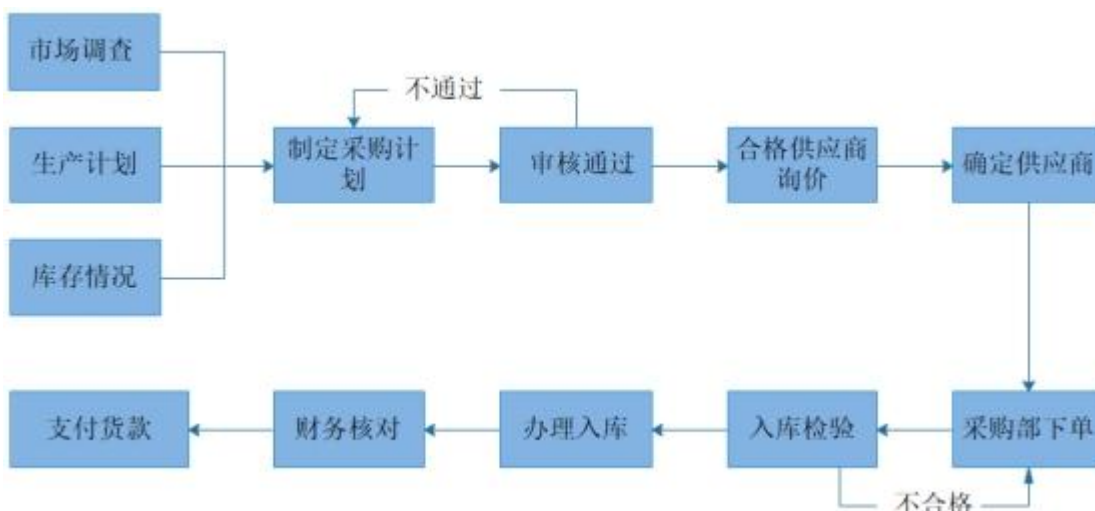 市场调查
不通过
生产计划
制定采购计
划
审核通过
合格供应商
询价
确定供应商
库存情况
支付货款
财务核对
办理入库
入库检验
采购部下单
不合格